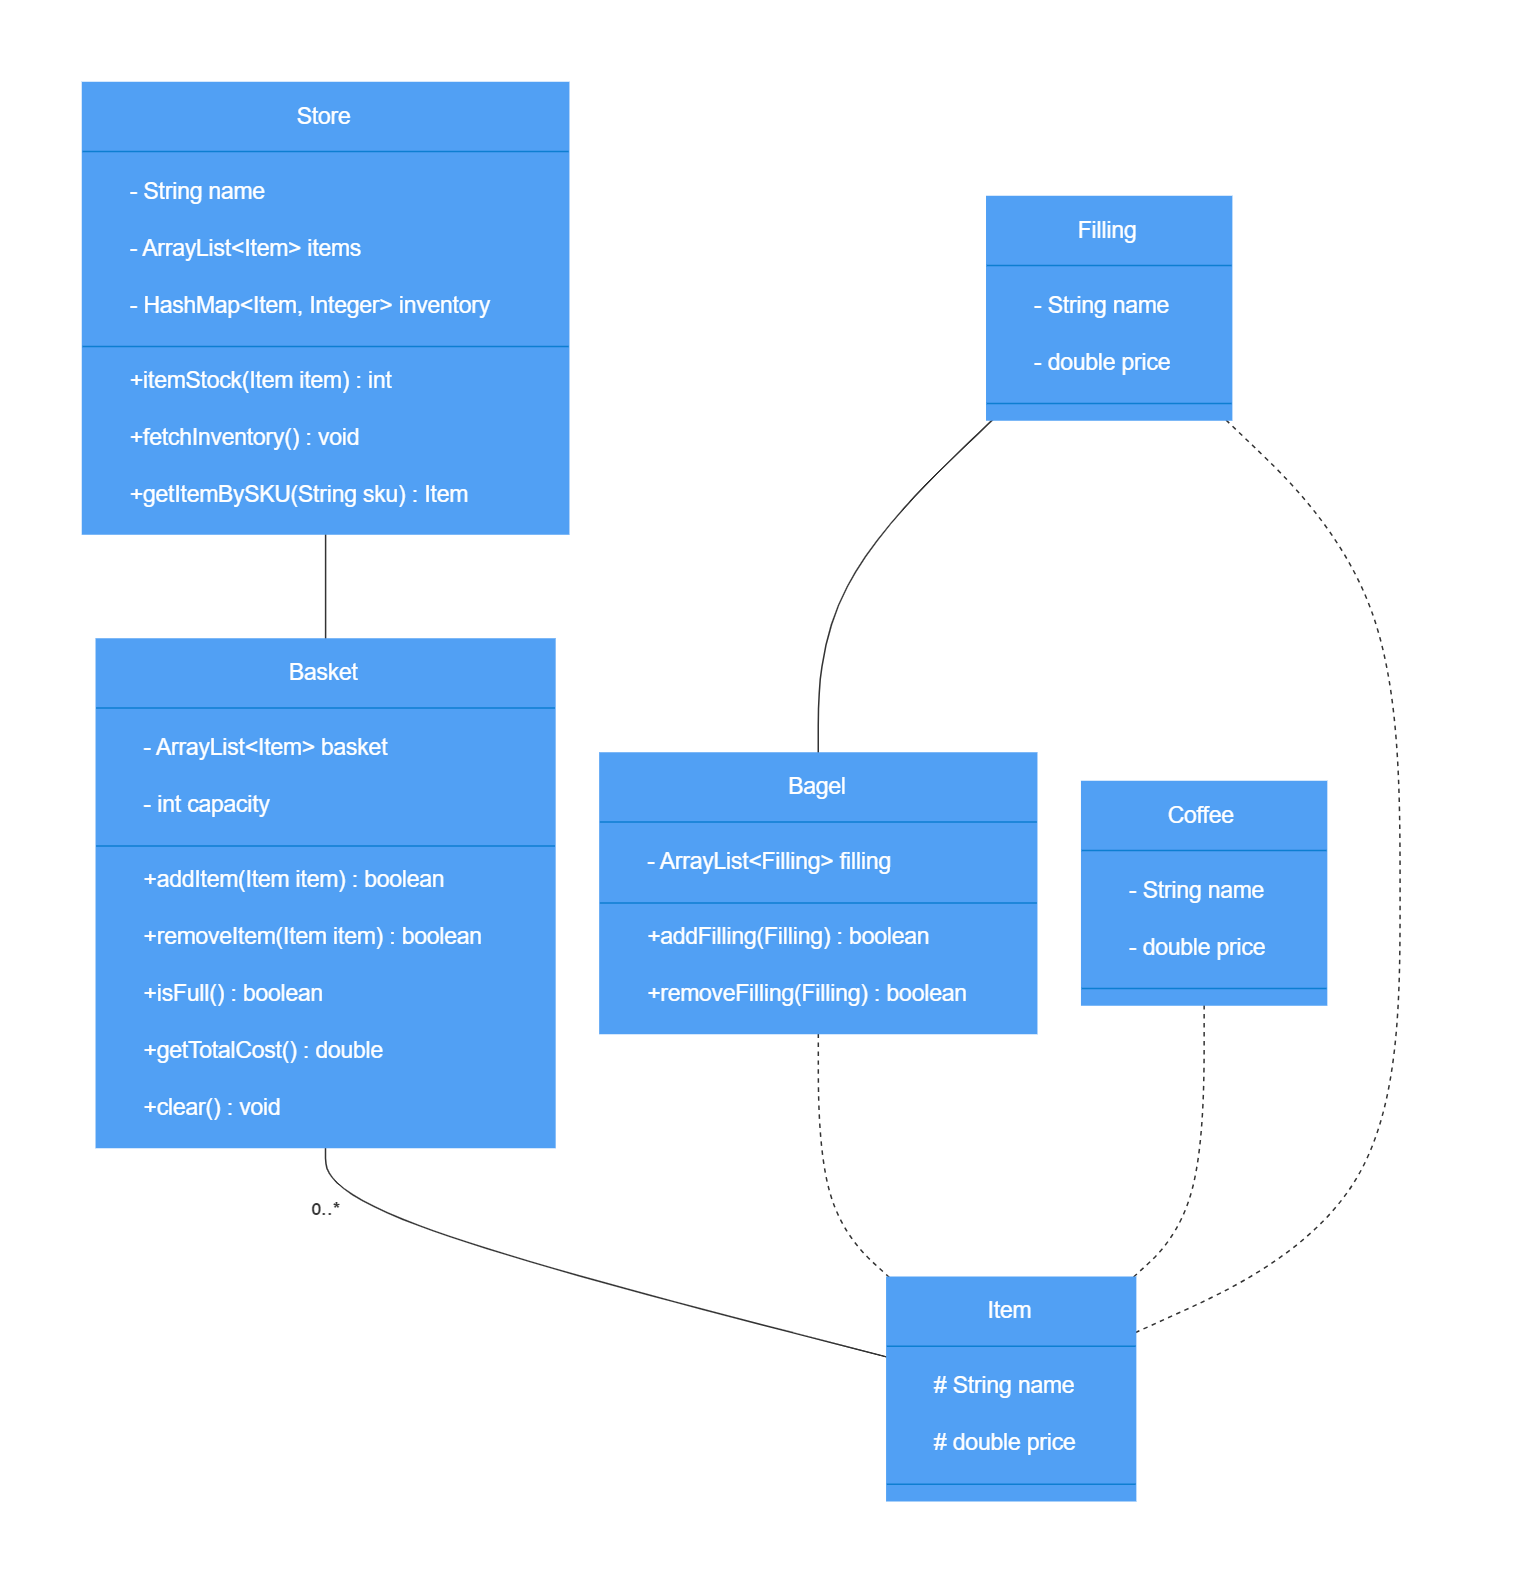 Store
- String name
- ArrayList<Item> items
- HashMap<Item, Integer> inventory
+itemStock(Item item) : int
+fetchInventory() : void
+getItemBySKU(String sku) : Item
Filling
- String name
- double price
Basket
- ArrayList<Item> basket
- int capacity
+addItem(Item item) : boolean
+removeItem(Item item) : boolean
+isFull() : boolean
+getTotalCost() : double
+clear() : void
0..*
Bagel
- ArrayList<Filling> filling
+addFilling(Filling) : boolean
+removeFilling(Filling) : boolean
Coffee
- String name
- double price
Item
# String name
# double price